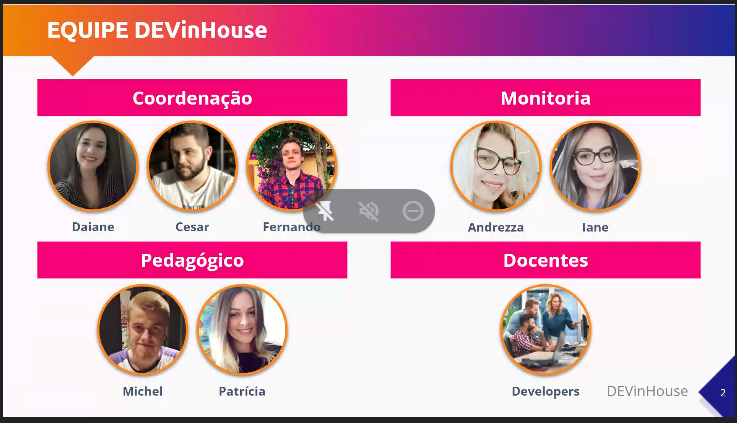 EQUIPE DEVinHouse
Coordenação
Daiane
Cesar
Fernando
Monitoria
Andrezza
Iane
Pedagógico
Michel
Patrícia
Docentes
Developers
DEVinHouse
2